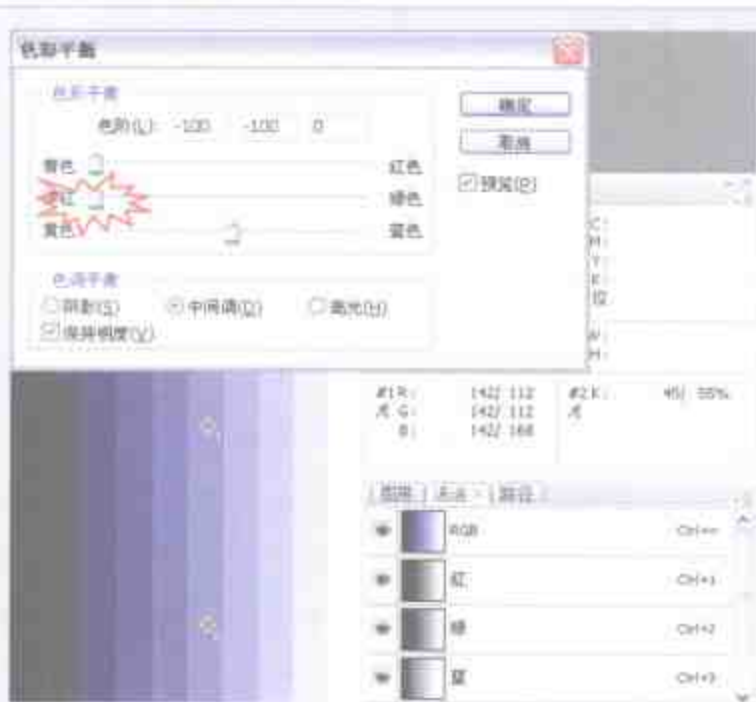 色彩平衡
色彩平衡
色阶(L): -100 -100 0
青色 红色
洋红 绿色
黄色 蓝色
色调平衡
阴影(S) 中间调(D) 高光(H)
保持明度(V)
确定
取消
预览(P)
C:
M:
Y:
K:
位
W:
H:
#1R: 142/ 112
G: 142/ 112
B: 142/ 168
#2K: 45/ 55%
图层 通道 路径
RGB Ctrl+~
红 Ctrl+1
绿 Ctrl+2
蓝 Ctrl+3